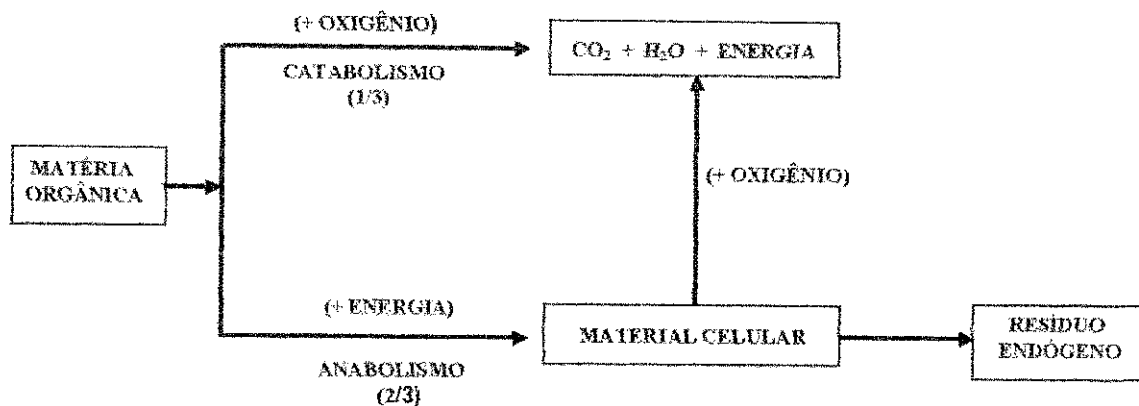 (+ OXIGÊNIO)
CATABOLISMO
(1/3)
CO₂ + H₂O + ENERGIA
MATÉRIA
ORGÂNICA
(+ OXIGÊNIO)
(+ ENERGIA)
ANABOLISMO
(2/3)
MATERIAL CELULAR
RESÍDUO
ENDÓGENO